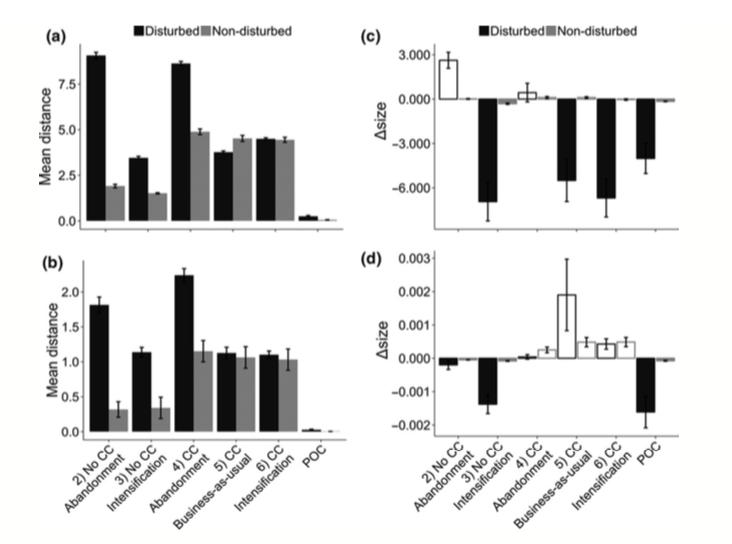 (a)
Disturbed Non-disturbed
Mean distance
7.5
5.0
2.5
0.0
(b)
Mean distance
2.0
1.5
1.0
0.5
0.0
2) No CC
Abandonment
3) No CC
Intensification
4) CC
Abandonment
5) CC
Business-as-usual
6) CC
Intensification
POC
(c)
Disturbed Non-disturbed
Δsize
3.000
0.000
−3.000
−6.000
(d)
Δsize
0.003
0.002
0.001
0.000
−0.001
−0.002
2) No CC
Abandonment
3) No CC
Intensification
4) CC
Abandonment
5) CC
Business-as-usual
6) CC
Intensification
POC